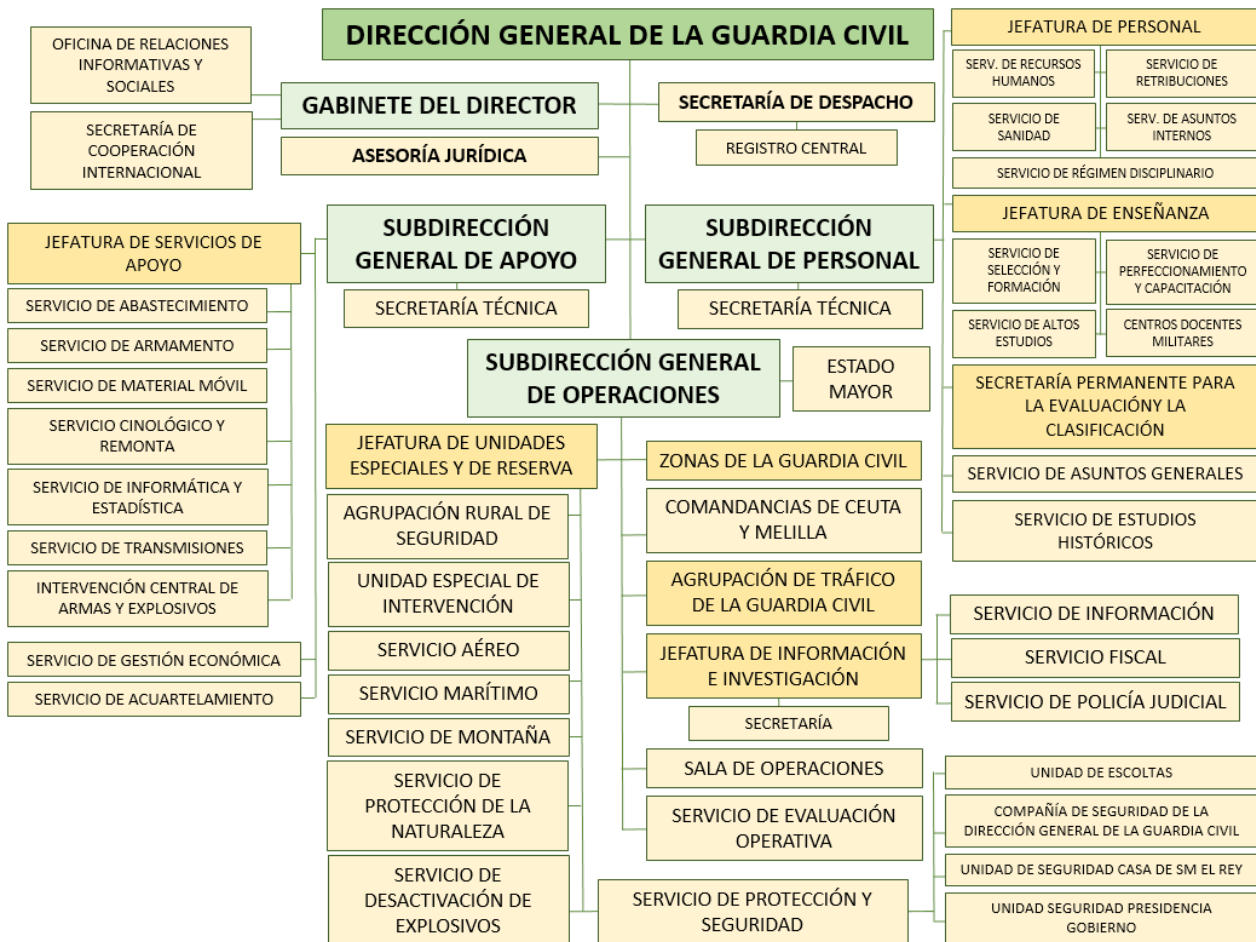 DIRECCIÓN GENERAL DE LA GUARDIA CIVIL
OFICINA DE RELACIONES
INFORMATIVAS Y
SOCIALES
SECRETARÍA DE
COOPERACIÓN
INTERNACIONAL
GABINETE DEL DIRECTOR
ASESORÍA JURÍDICA
SECRETARÍA DE DESPACHO
REGISTRO CENTRAL
JEFATURA DE PERSONAL
SERV. DE RECURSOS
HUMANOS
SERVICIO DE
RETRIBUCIONES
SERVICIO DE
SANIDAD
SERV. DE ASUNTOS
INTERNOS
SERVICIO DE RÉGIMEN DISCIPLINARIO
JEFATURA DE ENSEÑANZA
SERVICIO DE
SELECCIÓN Y
FORMACIÓN
SERVICIO DE
PERFECCIONAMIENTO
Y CAPACITACIÓN
SERVICIO DE ALTOS
ESTUDIOS
CENTROS DOCENTES
MILITARES
SECRETARÍA PERMANENTE PARA
LA EVALUACIÓNY LA
CLASIFICACIÓN
SERVICIO DE ASUNTOS GENERALES
SERVICIO DE ESTUDIOS
HISTÓRICOS
SUBDIRECCIÓN
GENERAL DE APOYO
SECRETARÍA TÉCNICA
SUBDIRECCIÓN
GENERAL DE PERSONAL
SECRETARÍA TÉCNICA
JEFATURA DE SERVICIOS DE
APOYO
SERVICIO DE ABASTECIMIENTO
SERVICIO DE ARMAMENTO
SERVICIO DE MATERIAL MÓVIL
SERVICIO CINOLÓGICO Y
REMONTA
SERVICIO DE INFORMÁTICA Y
ESTADÍSTICA
SERVICIO DE TRANSMISIONES
INTERVENCIÓN CENTRAL DE
ARMAS Y EXPLOSIVOS
SERVICIO DE GESTIÓN ECONÓMICA
SERVICIO DE ACUARTELAMIENTO
SUBDIRECCIÓN GENERAL
DE OPERACIONES
ESTADO
MAYOR
JEFATURA DE UNIDADES
ESPECIALES Y DE RESERVA
AGRUPACIÓN RURAL DE
SEGURIDAD
UNIDAD ESPECIAL DE
INTERVENCIÓN
SERVICIO AÉREO
SERVICIO MARÍTIMO
SERVICIO DE MONTAÑA
SERVICIO DE
PROTECCIÓN DE LA
NATURALEZA
SERVICIO DE
DESACTIVACIÓN DE
EXPLOSIVOS
ZONAS DE LA GUARDIA CIVIL
COMANDANCIAS DE CEUTA
Y MELILLA
AGRUPACIÓN DE TRÁFICO
DE LA GUARDIA CIVIL
JEFATURA DE INFORMACIÓN
E INVESTIGACIÓN
SECRETARÍA
SALA DE OPERACIONES
SERVICIO DE EVALUACIÓN
OPERATIVA
SERVICIO DE PROTECCIÓN Y
SEGURIDAD
SERVICIO DE INFORMACIÓN
SERVICIO FISCAL
SERVICIO DE POLICÍA JUDICIAL
UNIDAD DE ESCOLTAS
COMPAÑÍA DE SEGURIDAD DE LA
DIRECCIÓN GENERAL DE LA GUARDIA CIVIL
UNIDAD DE SEGURIDAD CASA DE SM EL REY
UNIDAD SEGURIDAD PRESIDENCIA
GOBIERNO